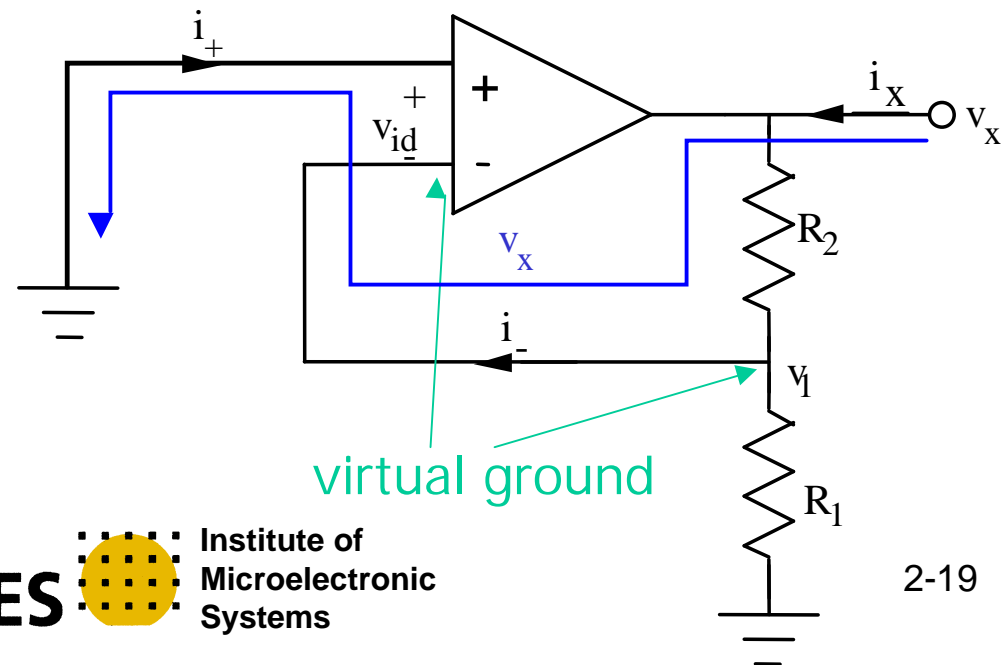 i+
ix
vx
+
+
vid
-
-
vx
R2
i-
v1
virtual ground
R1
ES
Institute of
Microelectronic
Systems
2-19